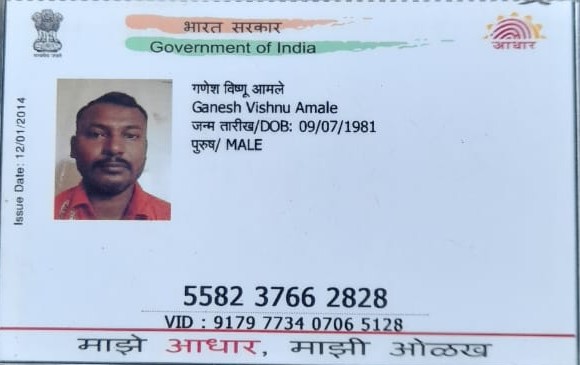 भारत सरकार
Government of India
आधार
Issue Date: 12/01/2014
गणेश विष्णू आमले
Ganesh Vishnu Amale
जन्म तारीख/DOB: 09/07/1981
पुरुष/ MALE
5582 3766 2828
VID : 9179 7734 0706 5128
माझे आधार, माझी ओळख